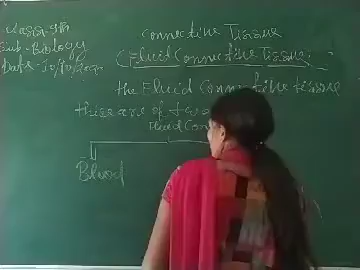 class-9th
Sub-Biology
Date-
Connective Tissue
(Fluid Connective Tissue)
the Fluid Connective tissue
there are of two
Fluid Con
Blood